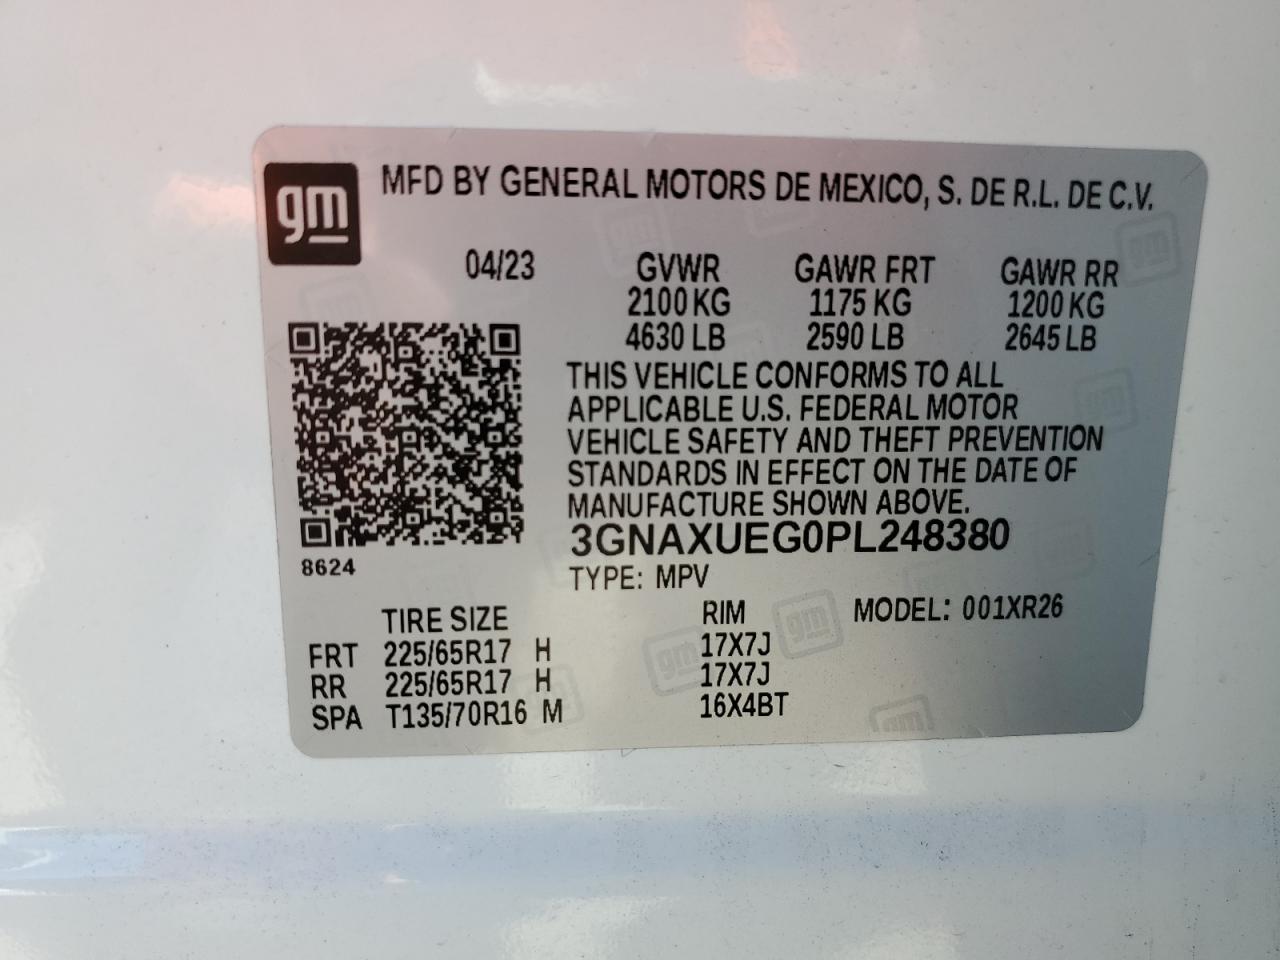 gm
MFD BY GENERAL MOTORS DE MEXICO, S. DE R.L. DE C.V.
04/23 GVWR GAWR FRT GAWR RR
2100 KG 1175 KG 1200 KG
4630 LB 2590 LB 2645 LB
THIS VEHICLE CONFORMS TO ALL
APPLICABLE U.S. FEDERAL MOTOR
VEHICLE SAFETY AND THEFT PREVENTION
STANDARDS IN EFFECT ON THE DATE OF
MANUFACTURE SHOWN ABOVE.
3GNAXUEG0PL248380
8624
TYPE: MPV
TIRE SIZE RIM MODEL: 001XR26
FRT 225/65R17 H 17X7J
RR 225/65R17 H 17X7J
SPA T135/70R16 M 16X4BT